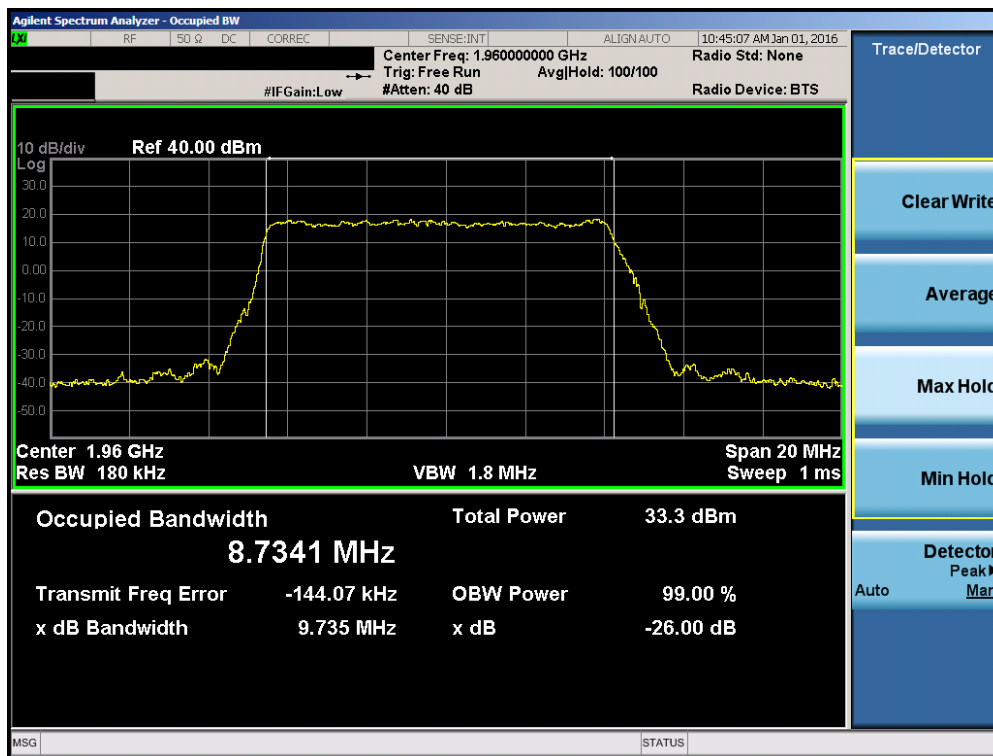 Agilent Spectrum Analyzer - Occupied BW
LXI RF 50 Ω DC CORREC SENSE:INT ALIGN AUTO 10:45:07 AM Jan 01, 2016
Center Freq: 1.960000000 GHz Radio Std: None
Trig: Free Run Avg|Hold: 100/100
#IFGain:Low #Atten: 40 dB Radio Device: BTS
Trace/Detector
10 dB/div Ref 40.00 dBm
Log
30.0
20.0
10.0
0.00
-10.0
-20.0
-30.0
-40.0
-50.0
Center 1.96 GHz Span 20 MHz
Res BW 180 kHz VBW 1.8 MHz Sweep 1 ms
Occupied Bandwidth Total Power 33.3 dBm
8.7341 MHz
Transmit Freq Error -144.07 kHz OBW Power 99.00 %
x dB Bandwidth 9.735 MHz x dB -26.00 dB
Clear Write
Average
Max Hold
Min Hold
Detector
Peak
Auto Man
MSG STATUS